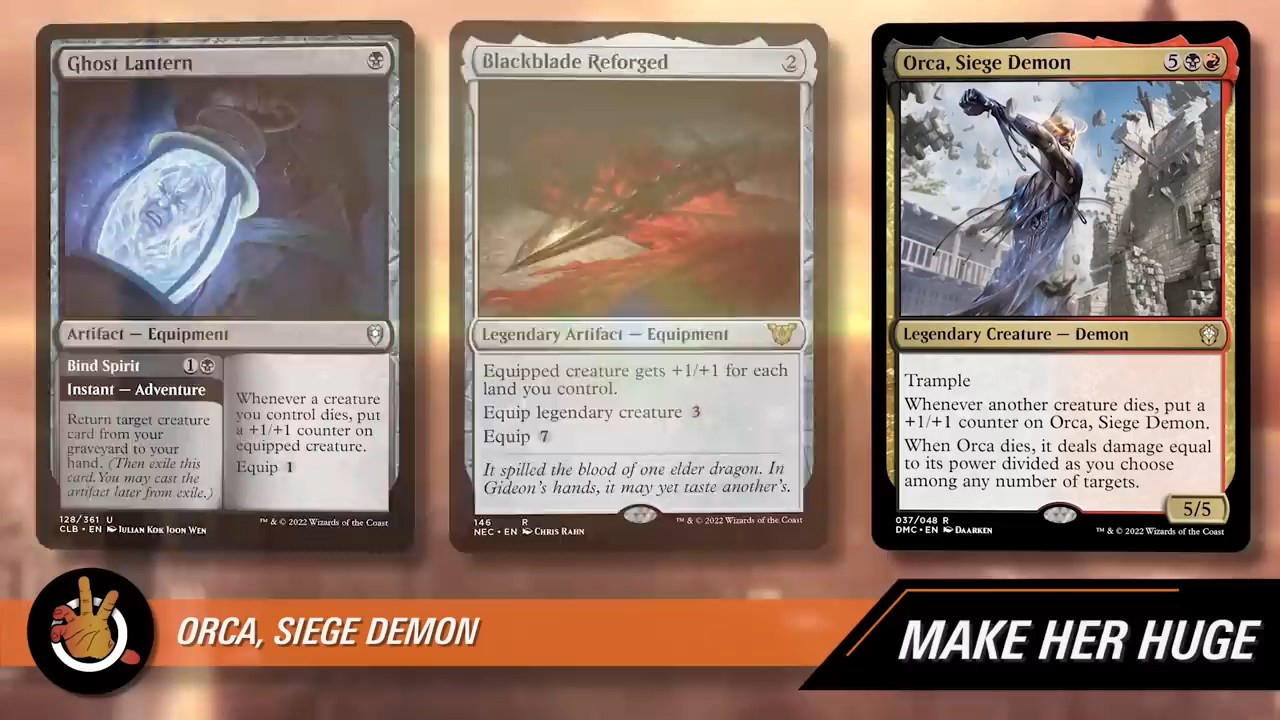 Ghost Lantern
Artifact — Equipment
Bind Spirit 1
Instant — Adventure
Return target creature
card from your
graveyard to your
hand. (Then exile this
card. You may cast the
artifact later from exile.)
Whenever a creature
you control dies, put
a +1/+1 counter on
equipped creature.
Equip 1
128/361 U
CLB • EN Julian Kok Joon Wen
™ & © 2022 Wizards of the Coast
Blackblade Reforged 2
Legendary Artifact — Equipment
Equipped creature gets +1/+1 for each
land you control.
Equip legendary creature 3
Equip 7
It spilled the blood of one elder dragon. In
Gideon's hands, it may yet taste another's.
146 R
NEC • EN Chris Rahn
™ & © 2022 Wizards of the Coast
Orca, Siege Demon 5
Legendary Creature — Demon
Trample
Whenever another creature dies, put a
+1/+1 counter on Orca, Siege Demon.
When Orca dies, it deals damage equal
to its power divided as you choose
among any number of targets.
5/5
037/048 R
DMC • EN Daarken
™ & © 2022 Wizards of the Coast
ORCA, SIEGE DEMON
MAKE HER HUGE